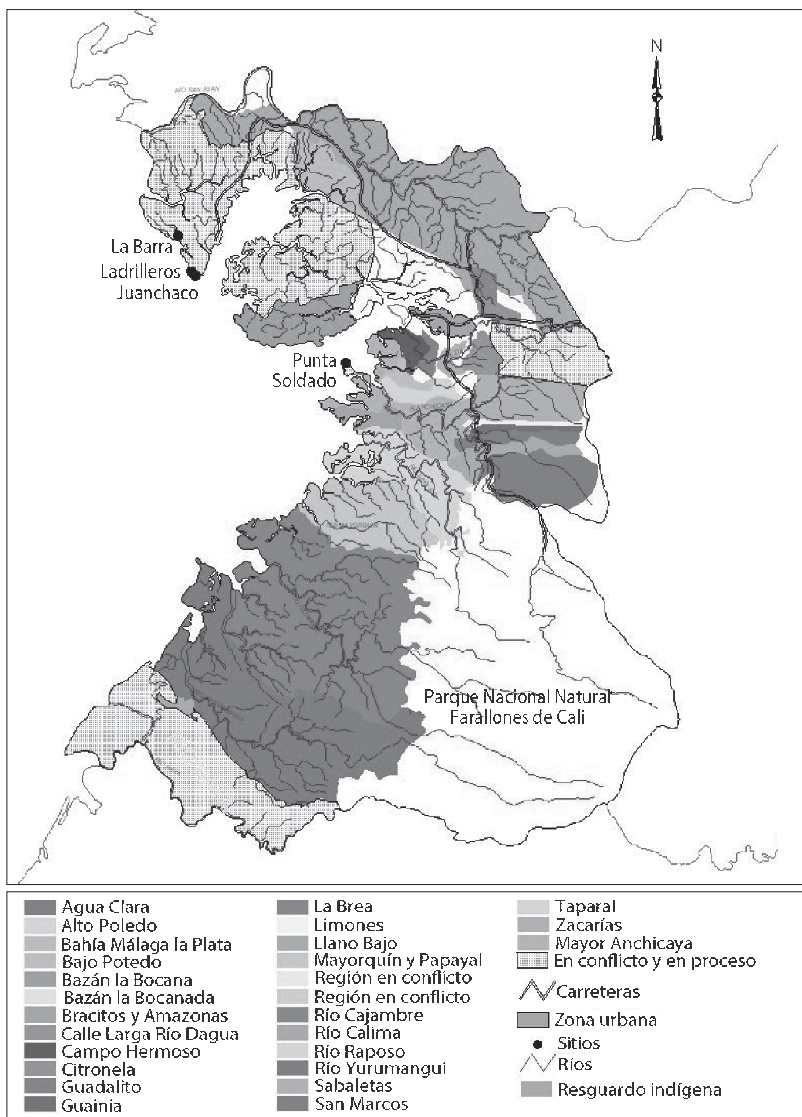 N
RÍO SAN JUAN
La Barra
Ladrilleros
Juanchaco
Punta
Soldado
Parque Nacional Natural
Farallones de Cali
Agua Clara
Alto Poledo
Bahía Málaga la Plata
Bajo Potedo
Bazán la Bocana
Bazán la Bocanada
Bracitos y Amazonas
Calle Larga Río Dagua
Campo Hermoso
Citronela
Guadalito
Guainía
La Brea
Limones
Llano Bajo
Mayorquín y Papayal
Región en conflicto
Región en conflicto
Río Cajambre
Río Calima
Río Raposo
Río Yurumanguí
Sabaletas
San Marcos
Taparal
Zacarías
Mayor Anchicaya
En conflicto y en proceso
Carreteras
Zona urbana
Sitios
Ríos
Resguardo indígena